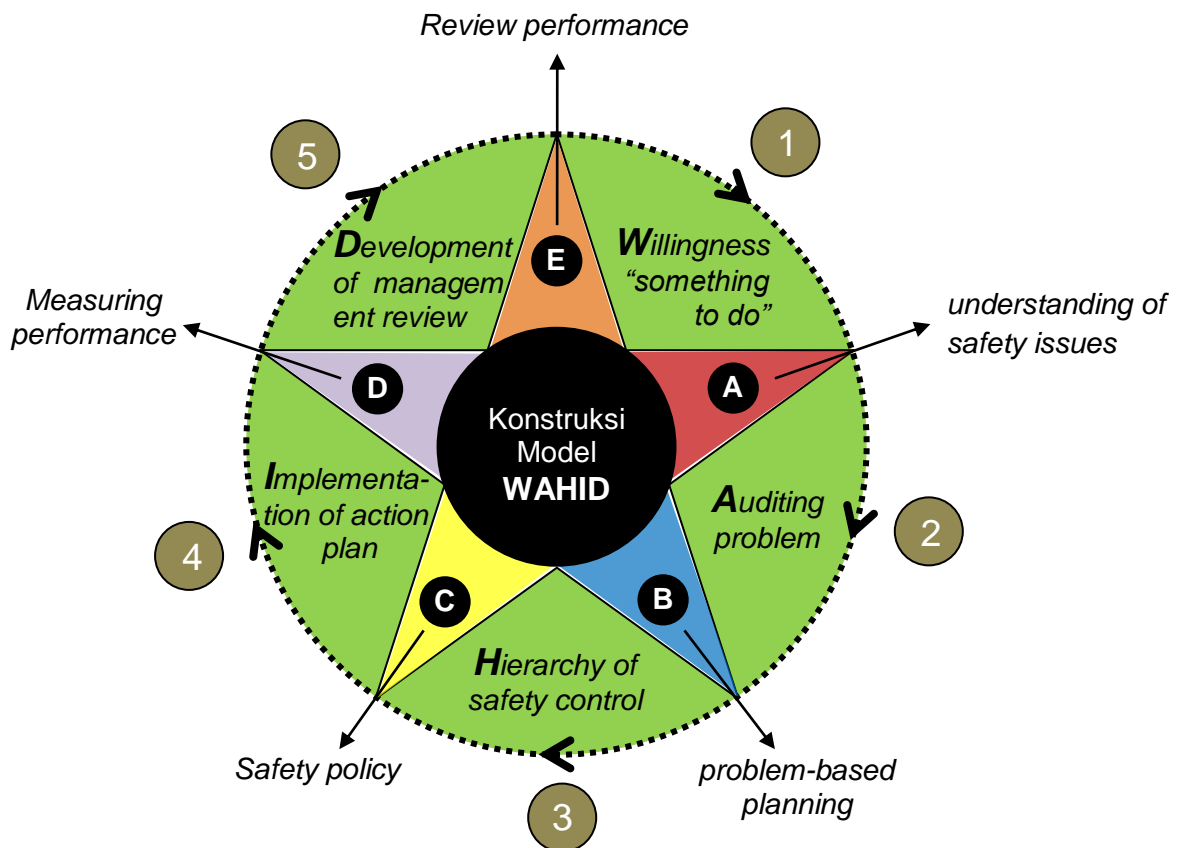 Review performance
5
1
Development
of managem
ent review
E
Willingness
“something
to do”
Measuring
performance
understanding of
safety issues
D
A
Konstruksi
Model
WAHID
Implementa-
tion of action
plan
Auditing
problem
4
2
C
B
Hierarchy of
safety control
Safety policy
problem-based
planning
3